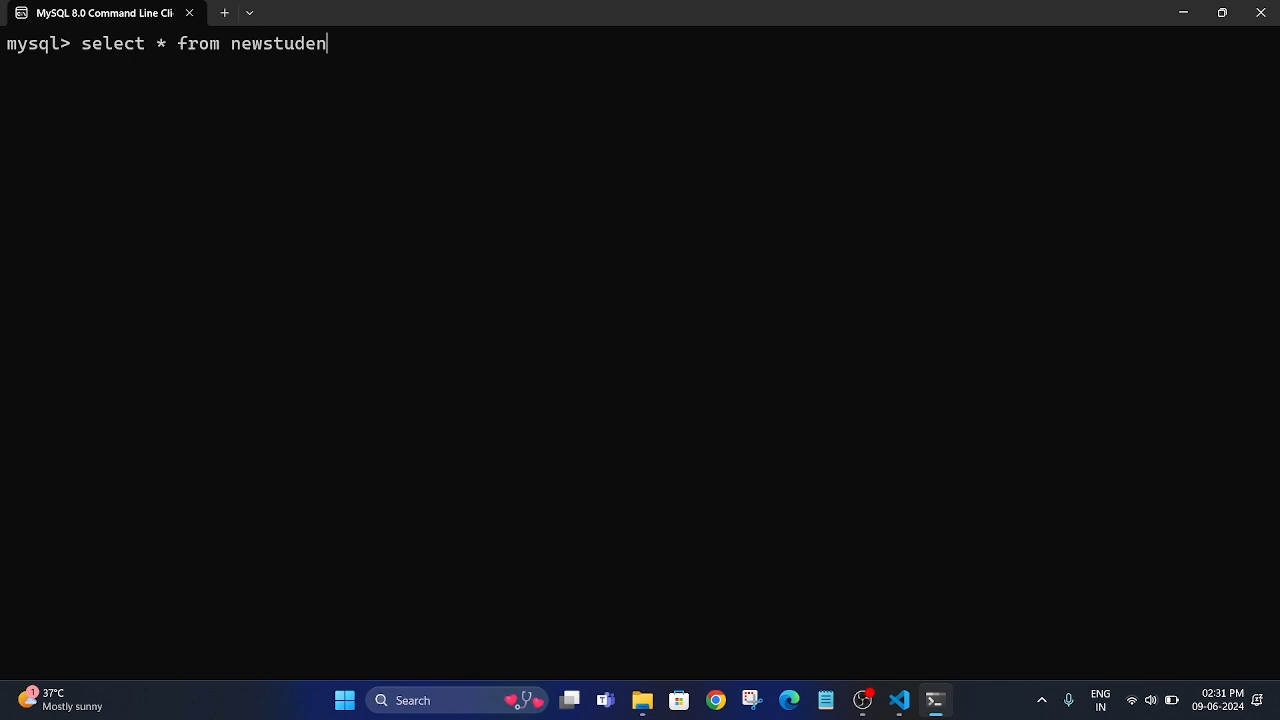 MySQL 8.0 Command Line Cli
mysql> select * from newstuden
1
37°C
Mostly sunny
Search
ENG
IN
02:31 PM
09-06-2024